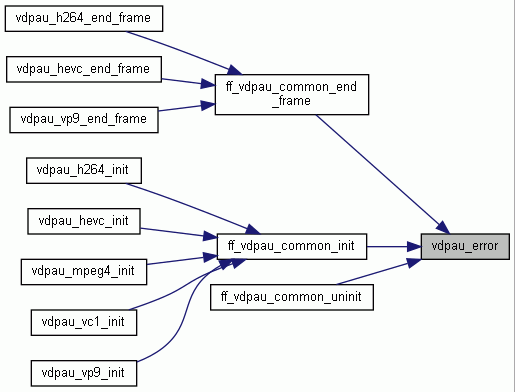 vdpau_h264_end_frame
vdpau_hevc_end_frame
ff_vdpau_common_end
_frame
vdpau_vp9_end_frame
vdpau_h264_init
vdpau_hevc_init
ff_vdpau_common_init
vdpau_error
vdpau_mpeg4_init
ff_vdpau_common_uninit
vdpau_vc1_init
vdpau_vp9_init